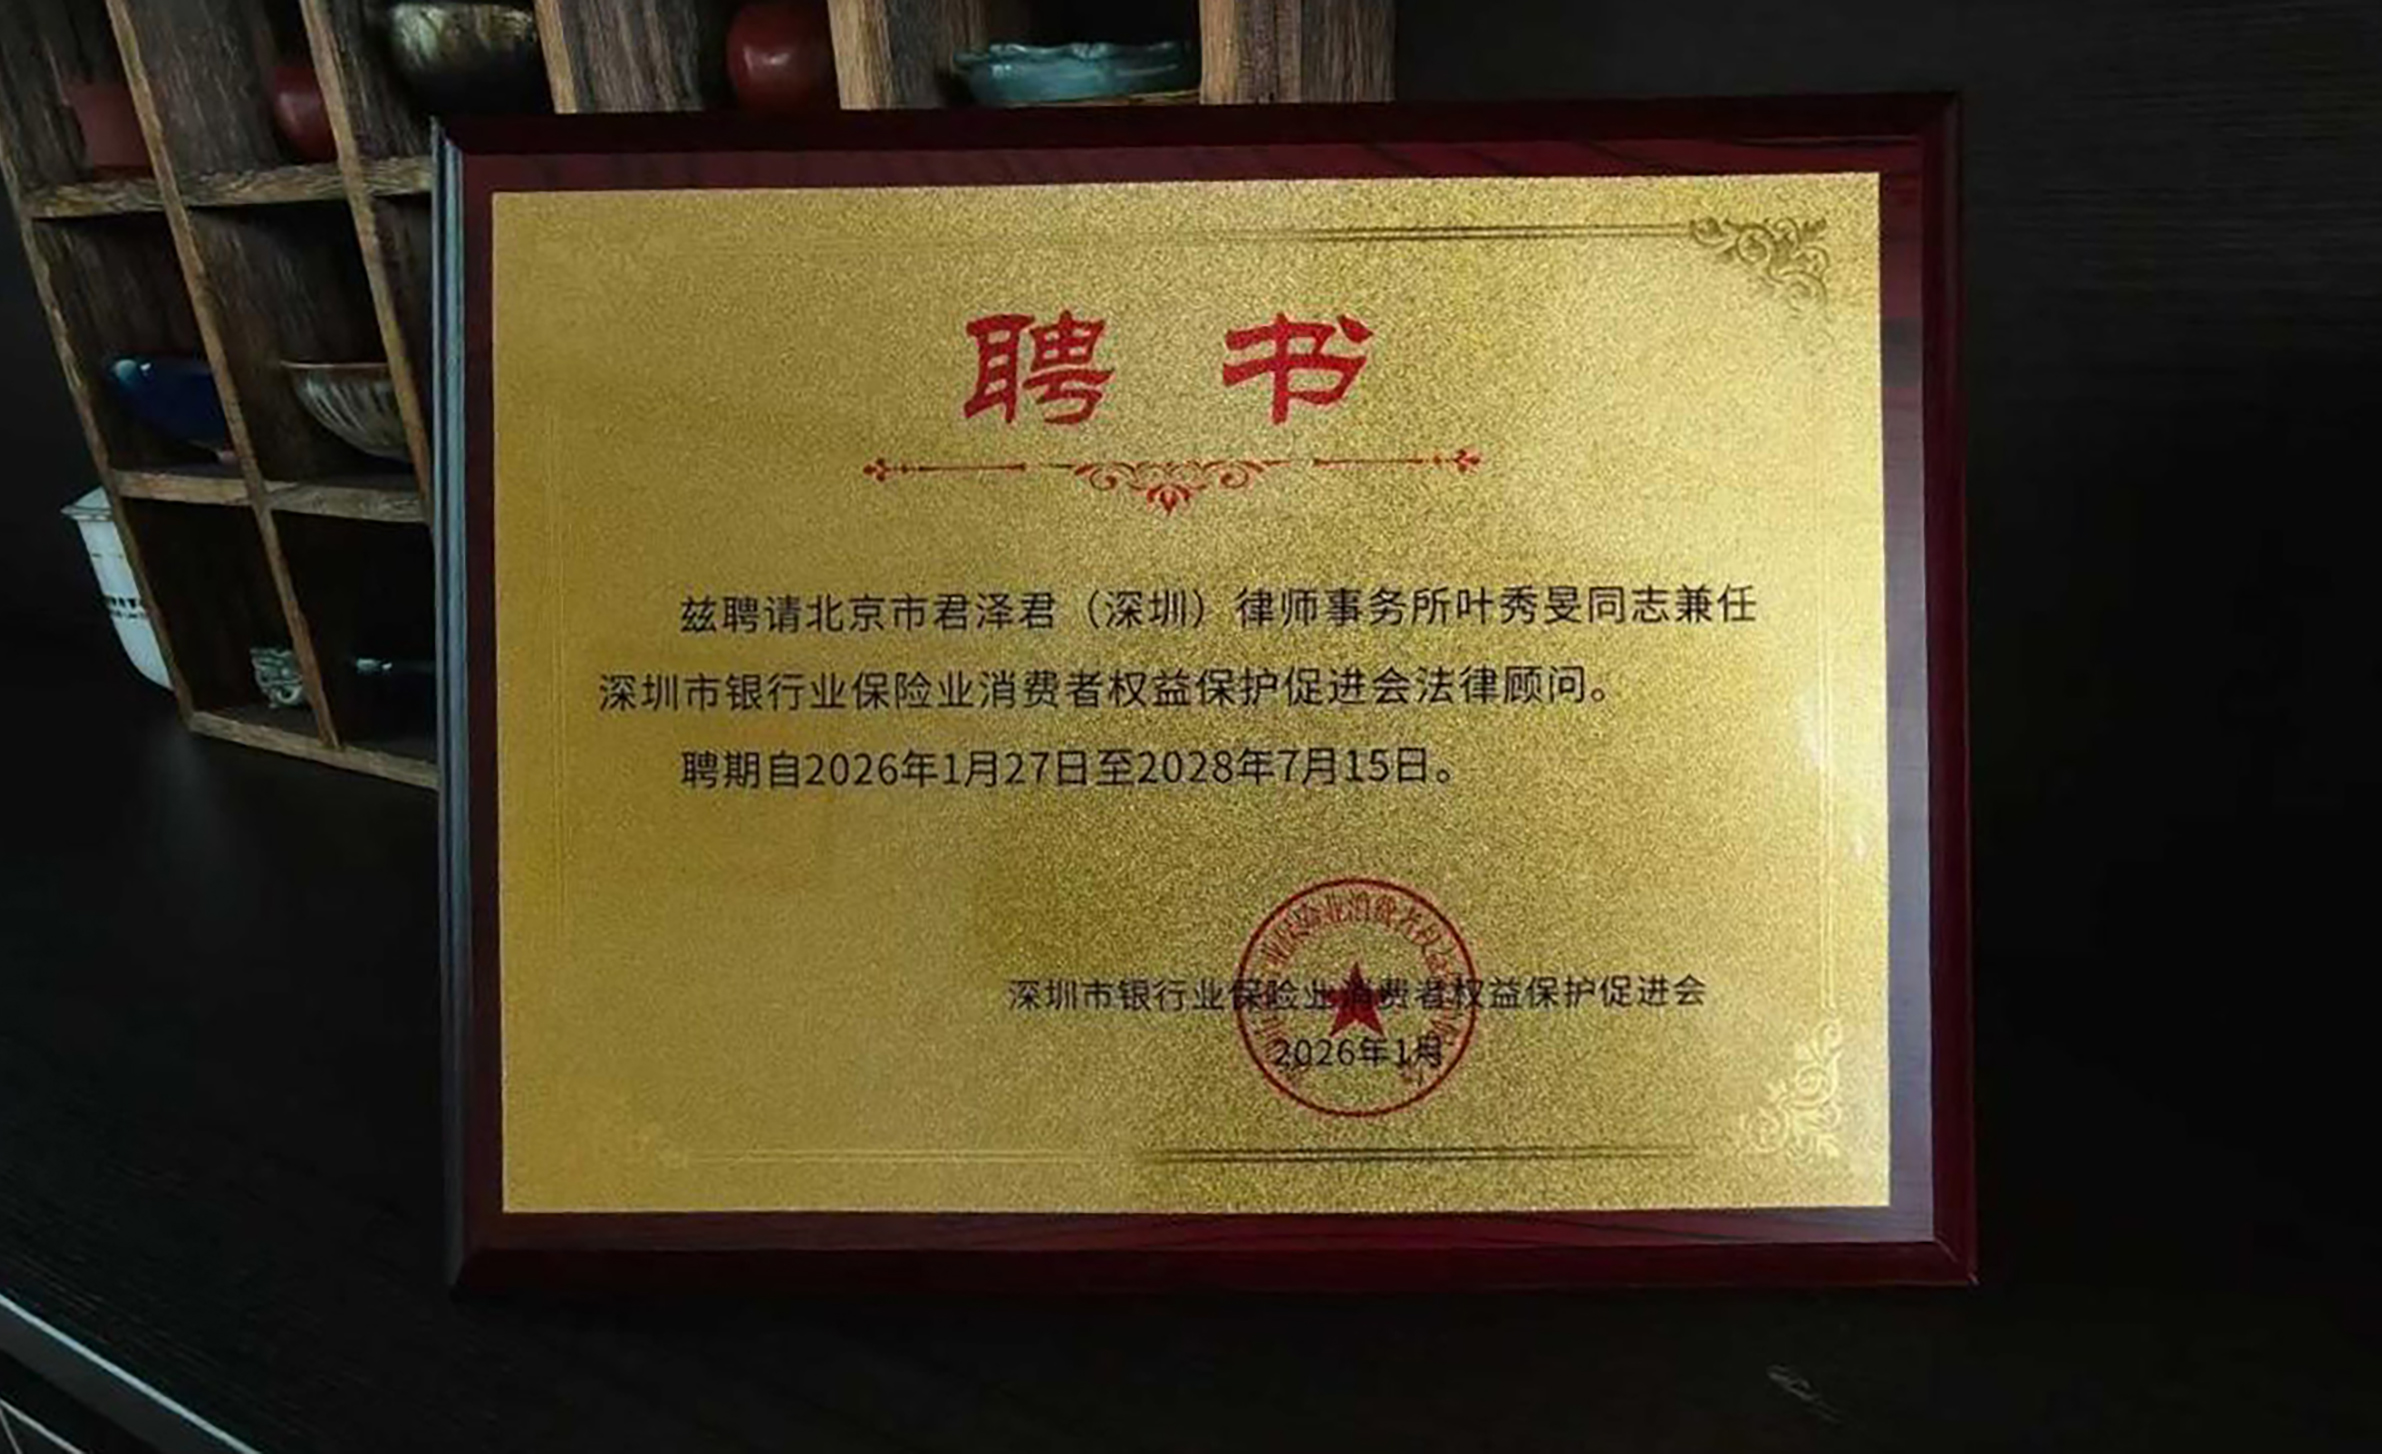 聘 书
兹聘请北京市君泽君（深圳）律师事务所叶秀旻同志兼任
深圳市银行业保险业消费者权益保护促进会法律顾问。
聘期自2026年1月27日至2028年7月15日。
深圳市银行业保险业消费者权益保护促进会
2026年1月